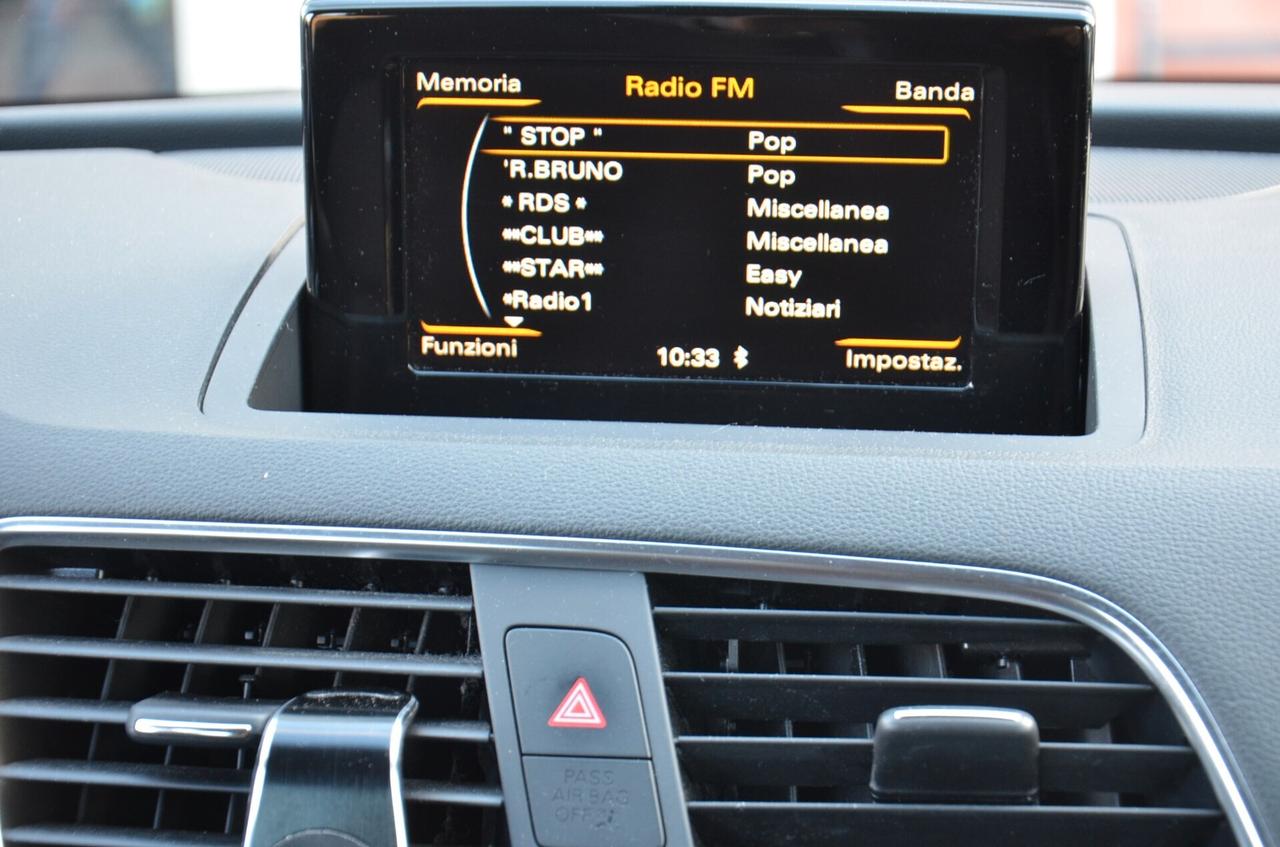 Memoria Radio FM Banda
" STOP " Pop
'R.BRUNO Pop
* RDS * Miscellanea
**CLUB** Miscellanea
**STAR** Easy
*Radio1 Notiziari
Funzioni 10:33 Impostaz.
PASS
AIR BAG
OFF